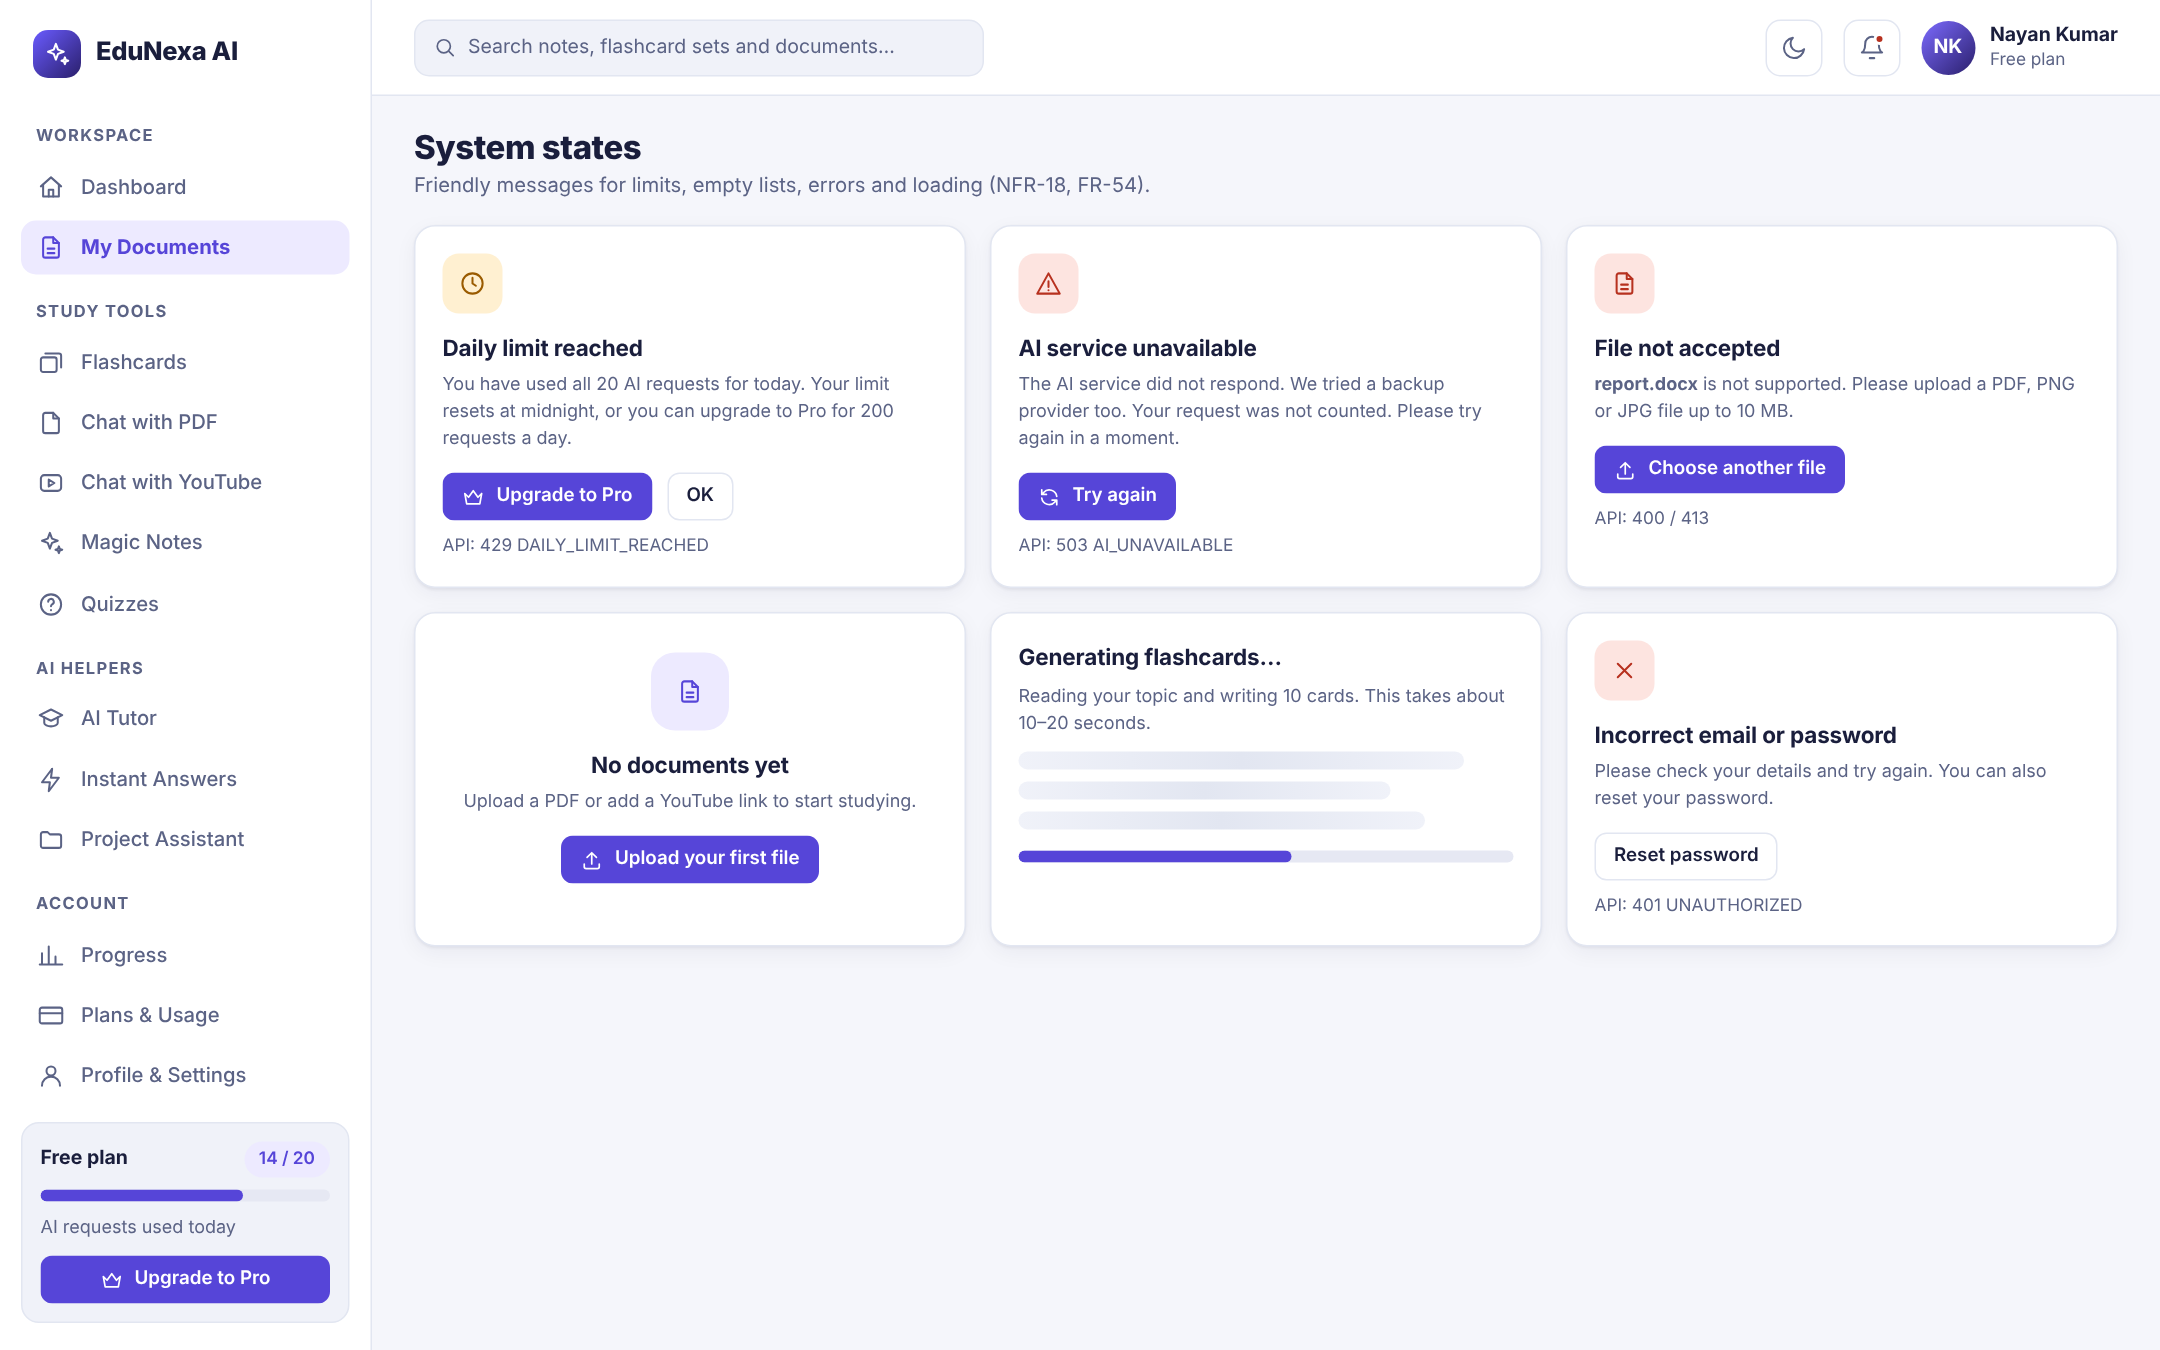 EduNexa AI
WORKSPACE
Dashboard
My Documents
STUDY TOOLS
Flashcards
Chat with PDF
Chat with YouTube
Magic Notes
Quizzes
AI HELPERS
AI Tutor
Instant Answers
Project Assistant
ACCOUNT
Progress
Plans & Usage
Profile & Settings
Free plan
14 / 20
AI requests used today
Upgrade to Pro
Search notes, flashcard sets and documents...
NK
Nayan Kumar
Free plan
System states
Friendly messages for limits, empty lists, errors and loading (NFR-18, FR-54).
Daily limit reached
You have used all 20 AI requests for today. Your limit
resets at midnight, or you can upgrade to Pro for 200
requests a day.
Upgrade to Pro
OK
API: 429 DAILY_LIMIT_REACHED
AI service unavailable
The AI service did not respond. We tried a backup
provider too. Your request was not counted. Please try
again in a moment.
Try again
API: 503 AI_UNAVAILABLE
File not accepted
report.docx is not supported. Please upload a PDF, PNG
or JPG file up to 10 MB.
Choose another file
API: 400 / 413
No documents yet
Upload a PDF or add a YouTube link to start studying.
Upload your first file
Generating flashcards...
Reading your topic and writing 10 cards. This takes about
10–20 seconds.
Incorrect email or password
Please check your details and try again. You can also
reset your password.
Reset password
API: 401 UNAUTHORIZED